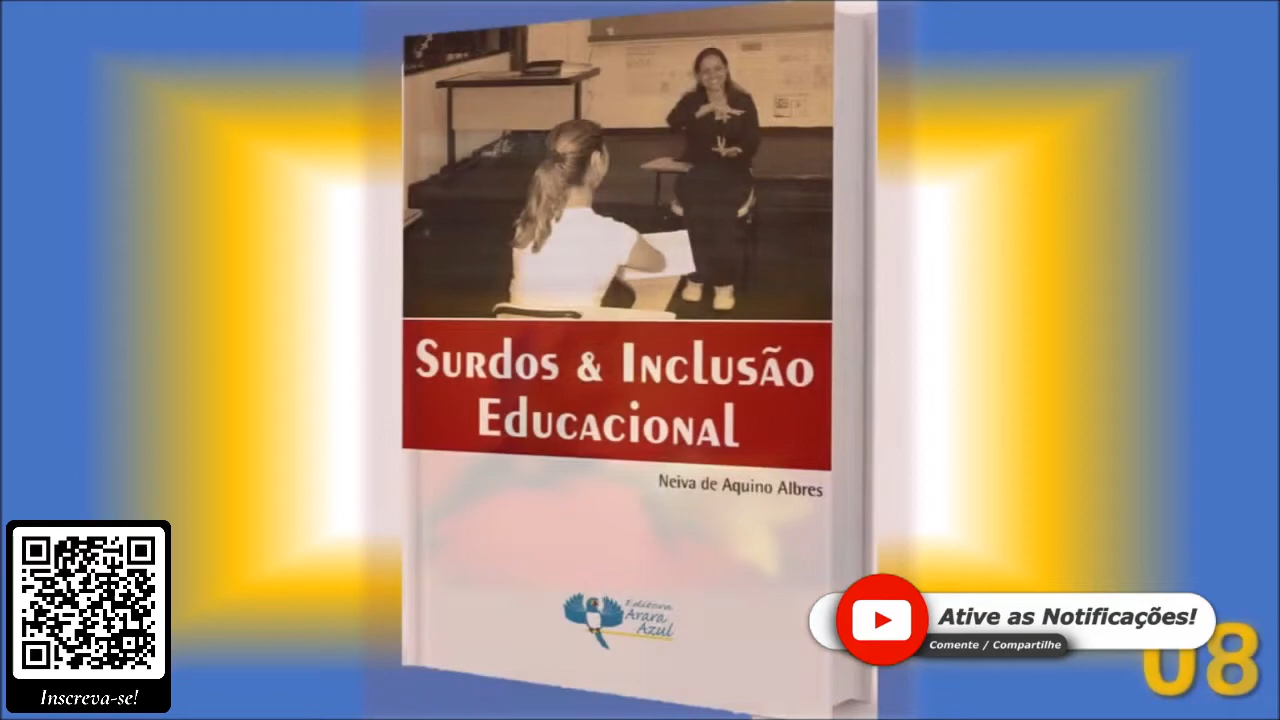 Surdos & Inclusão
Educacional
Neiva de Aquino Albres
Editora
Arara
Azul
Ative as Notificações!
Comente / Compartilhe
08
Inscreva-se!